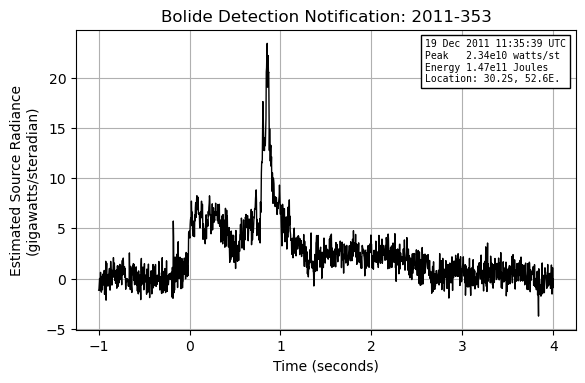 Bolide Detection Notification: 2011-353
19 Dec 2011 11:35:39 UTC
Peak   2.34e10 watts/st
Energy 1.47e11 Joules
Location: 30.2S, 52.6E.
Estimated Source Radiance
(gigawatts/steradian)
20
15
10
5
0
−5
−1
0
1
2
3
4
Time (seconds)